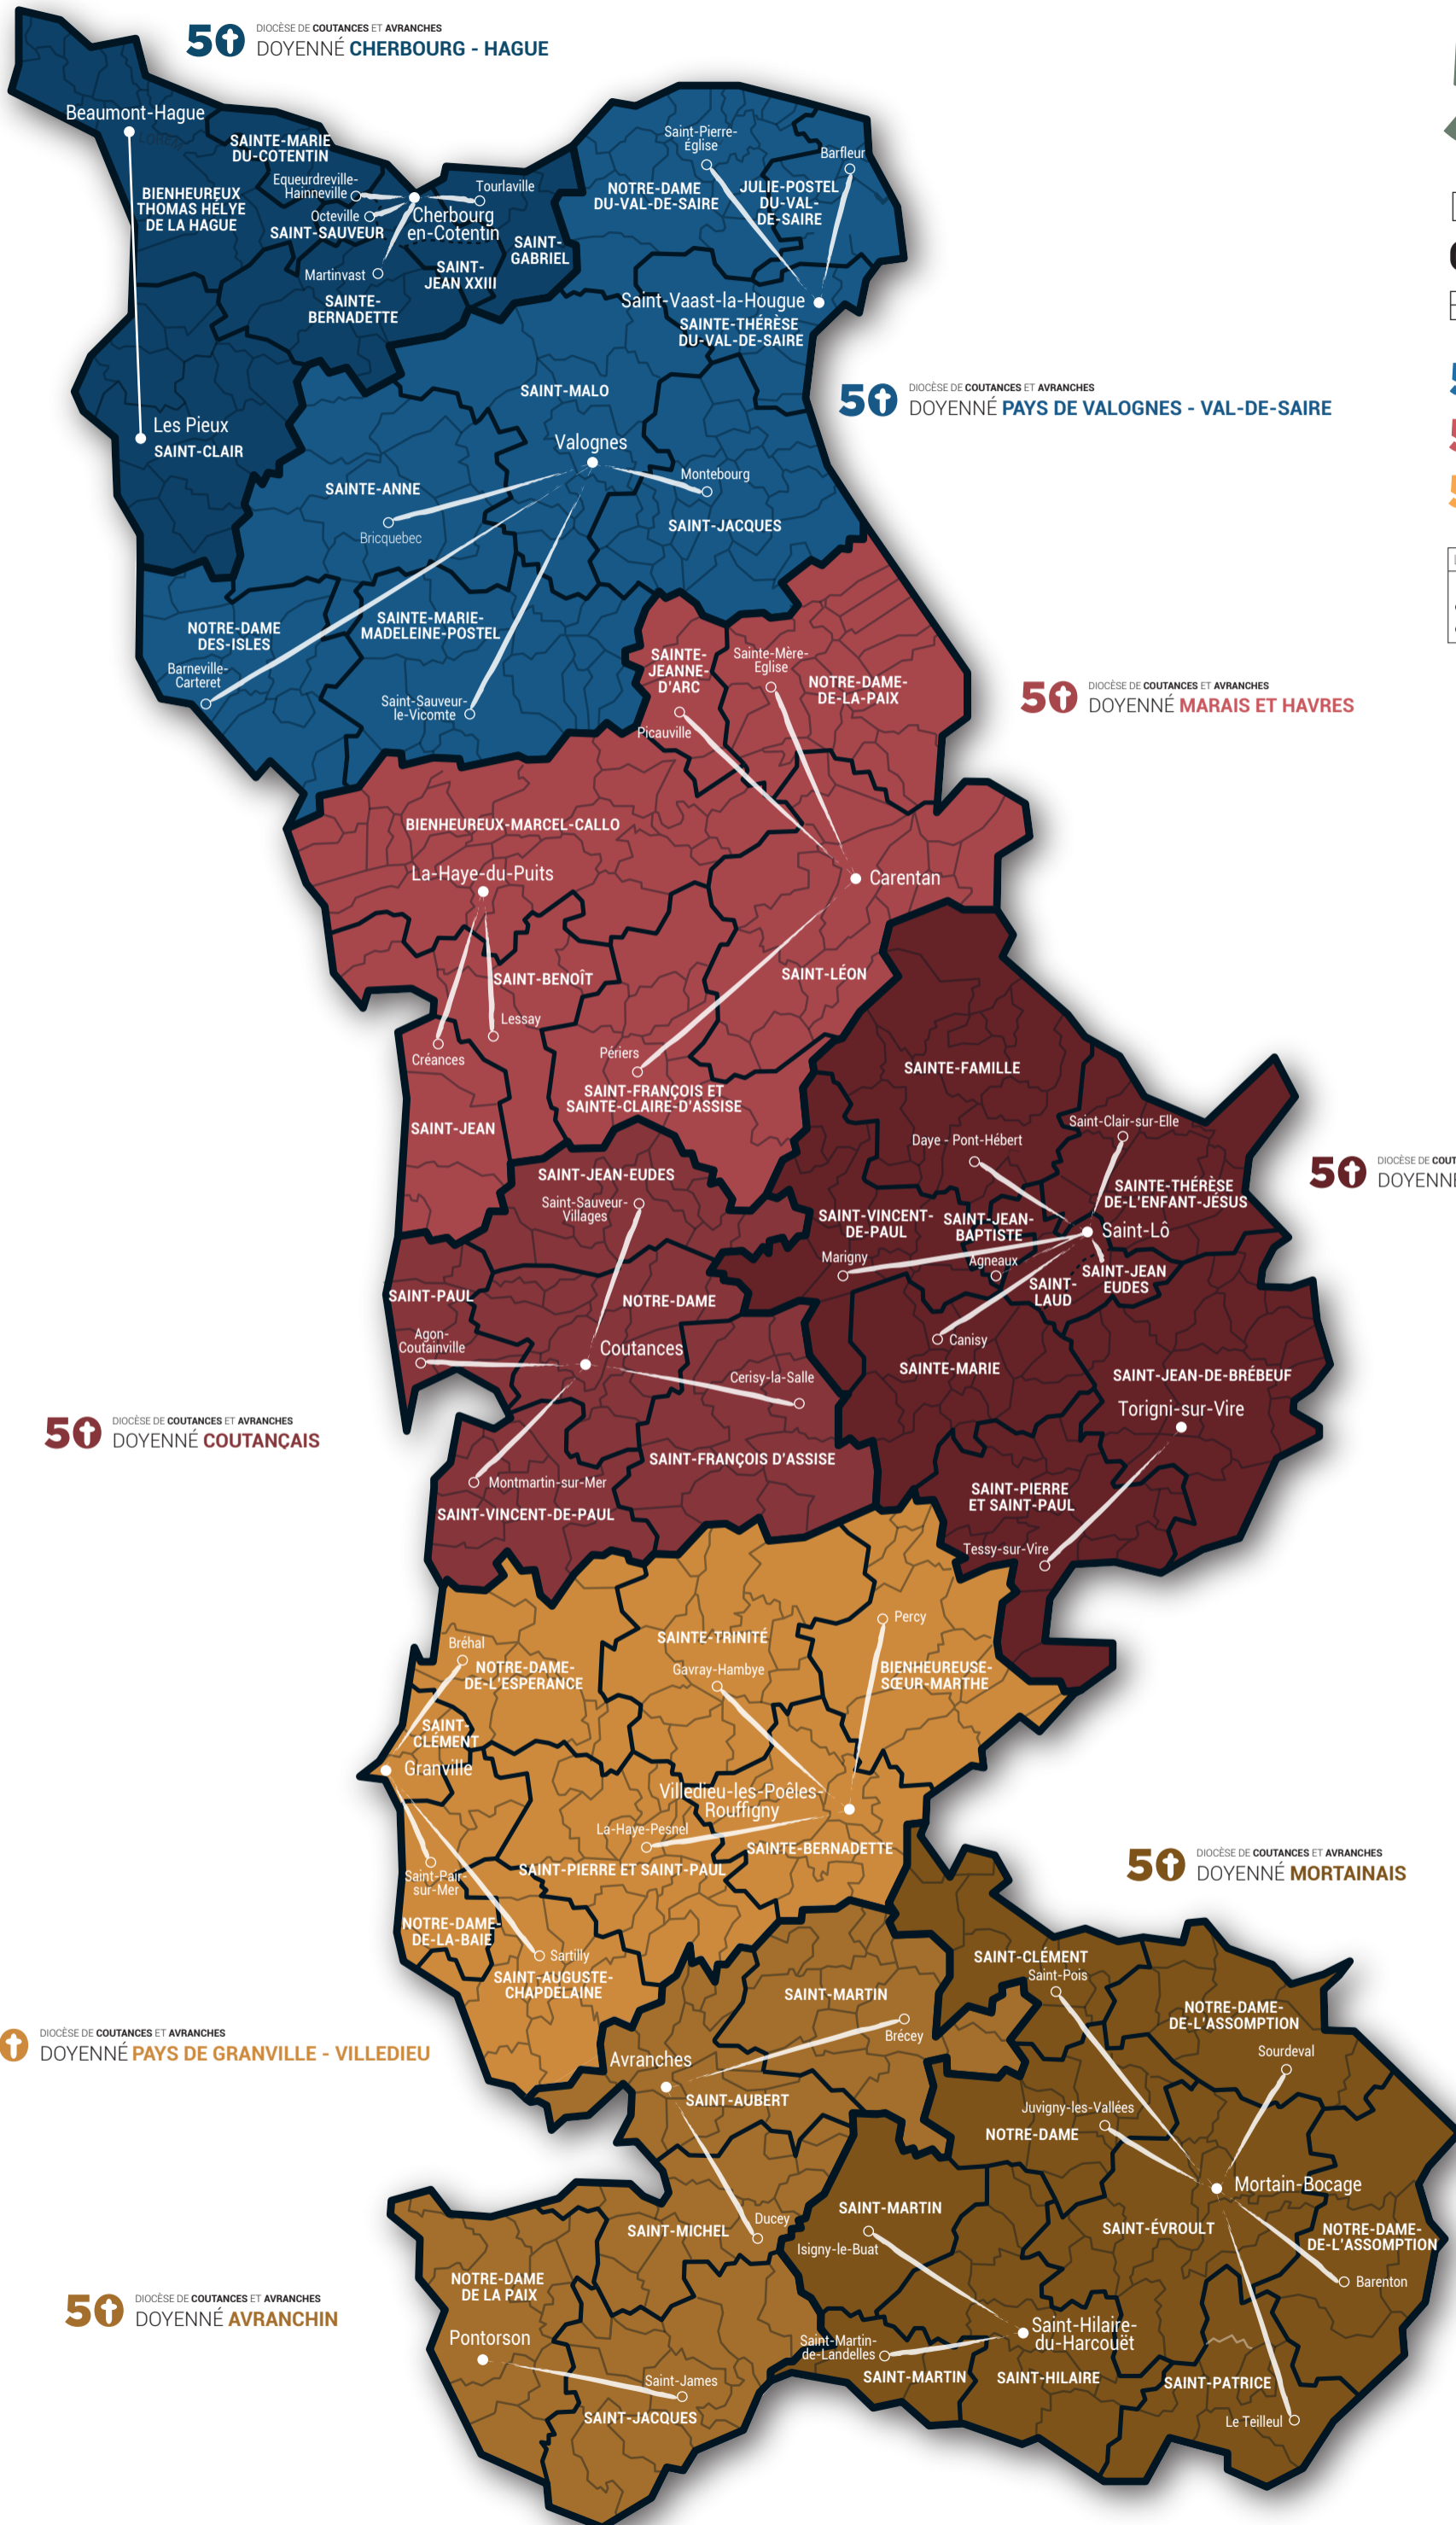 50 DIOCÈSE DE COUTANCES ET AVRANCHES
DOYENNÉ CHERBOURG - HAGUE
Beaumont-Hague
SAINTE-MARIE
DU-COTENTIN
BIENHEUREUX
THOMAS HÉLYE
DE LA HAGUE
Equeurdreville-
Hainneville
Octeville
SAINT-SAUVEUR
Tourlaville
Cherbourg
en-Cotentin
SAINT-
GABRIEL
Martinvast
SAINT-
JEAN XXIII
SAINTE-
BERNADETTE
Les Pieux
SAINT-CLAIR
Saint-Pierre-
Église
Barfleur
NOTRE-DAME
DU-VAL-DE-SAIRE
JULIE-POSTEL
DU-VAL-
DE-SAIRE
Saint-Vaast-la-Hougue
SAINTE-THÉRÈSE
DU-VAL-DE-SAIRE
50 DIOCÈSE DE COUTANCES ET AVRANCHES
DOYENNÉ PAYS DE VALOGNES - VAL-DE-SAIRE
SAINT-MALO
Valognes
SAINTE-ANNE
Bricquebec
Montebourg
SAINT-JACQUES
NOTRE-DAME
DES-ISLES
Barneville-
Carteret
SAINTE-MARIE-
MADELEINE-POSTEL
Saint-Sauveur-
le-Vicomte
SAINTE-
JEANNE-
D'ARC
Picauville
Sainte-Mère-
Eglise
NOTRE-DAME-
DE-LA-PAIX
50 DIOCÈSE DE COUTANCES ET AVRANCHES
DOYENNÉ MARAIS ET HAVRES
BIENHEUREUX-MARCEL-CALLO
La-Haye-du-Puits
Carentan
SAINT-BENOÎT
SAINT-LÉON
Lessay
Créances
Périers
SAINT-FRANÇOIS ET
SAINTE-CLAIRE-D'ASSISE
SAINT-JEAN
SAINTE-FAMILLE
Daye - Pont-Hébert
Saint-Clair-sur-Elle
50 DIOCÈSE DE
DOYENNÉ
SAINTE-THÉRÈSE
DE-L'ENFANT-JÉSUS
SAINT-VINCENT-
DE-PAUL
SAINT-JEAN-
BAPTISTE
Saint-Lô
Marigny
Agneaux
SAINT-
LAUD
SAINT-JEAN
EUDES
Canisy
SAINTE-MARIE
SAINT-JEAN-DE-BRÉBEUF
Torigni-sur-Vire
SAINT-PIERRE
ET SAINT-PAUL
Tessy-sur-Vire
SAINT-JEAN-EUDES
Saint-Sauveur-
Villages
SAINT-PAUL
NOTRE-DAME
Agon-
Coutainville
Coutances
Cerisy-la-Salle
50 DIOCÈSE DE COUTANCES ET AVRANCHES
DOYENNÉ COUTANÇAIS
SAINT-FRANÇOIS D'ASSISE
Montmartin-sur-Mer
SAINT-VINCENT-DE-PAUL
Percy
SAINTE-TRINITÉ
Bréhal
NOTRE-DAME-
DE-L'ESPERANCE
Gavray-Hambye
BIENHEUREUSE-
SŒUR-MARTHE
SAINT-
CLÉMENT
Granville
Villedieu-les-Poêles-
Rouffigny
La-Haye-Pesnel
SAINTE-BERNADETTE
SAINT-PIERRE ET SAINT-PAUL
Saint-Pair-
sur-Mer
NOTRE-DAME-
DE-LA-BAIE
Sartilly
SAINT-AUGUSTE-
CHAPDELAINE
50 DIOCÈSE DE COUTANCES ET AVRANCHES
DOYENNÉ MORTAINAIS
DIOCÈSE DE COUTANCES ET AVRANCHES
DOYENNÉ PAYS DE GRANVILLE - VILLEDIEU
SAINT-MARTIN
Brécey
Avranches
SAINT-AUBERT
SAINT-CLÉMENT
Saint-Pois
NOTRE-DAME-
DE-L'ASSOMPTION
Sourdeval
Juvigny-les-Vallées
NOTRE-DAME
Mortain-Bocage
SAINT-MARTIN
Isigny-le-Buat
SAINT-ÉVROULT
NOTRE-DAME-
DE-L'ASSOMPTION
Barenton
Ducey
SAINT-MICHEL
NOTRE-DAME
DE LA PAIX
50 DIOCÈSE DE COUTANCES ET AVRANCHES
DOYENNÉ AVRANCHIN
Pontorson
Saint-James
SAINT-JACQUES
Saint-Hilaire-
du-Harcouët
Saint-Martin-
de-Landelles
SAINT-MARTIN
SAINT-HILAIRE
SAINT-PATRICE
Le Teilleul